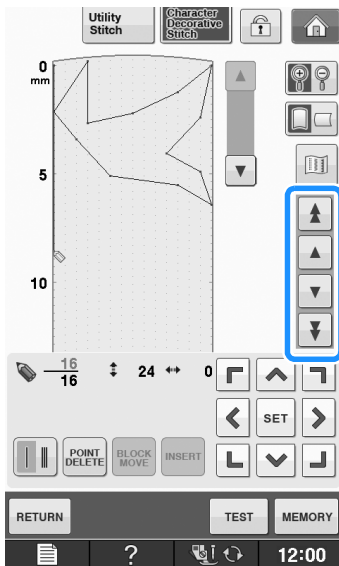 Utility
Stitch
Character
Decorative
Stitch
0
mm
5
10
16
16
24
0
SET
POINT
DELETE
BLOCK
MOVE
INSERT
RETURN
TEST
MEMORY
?
12:00